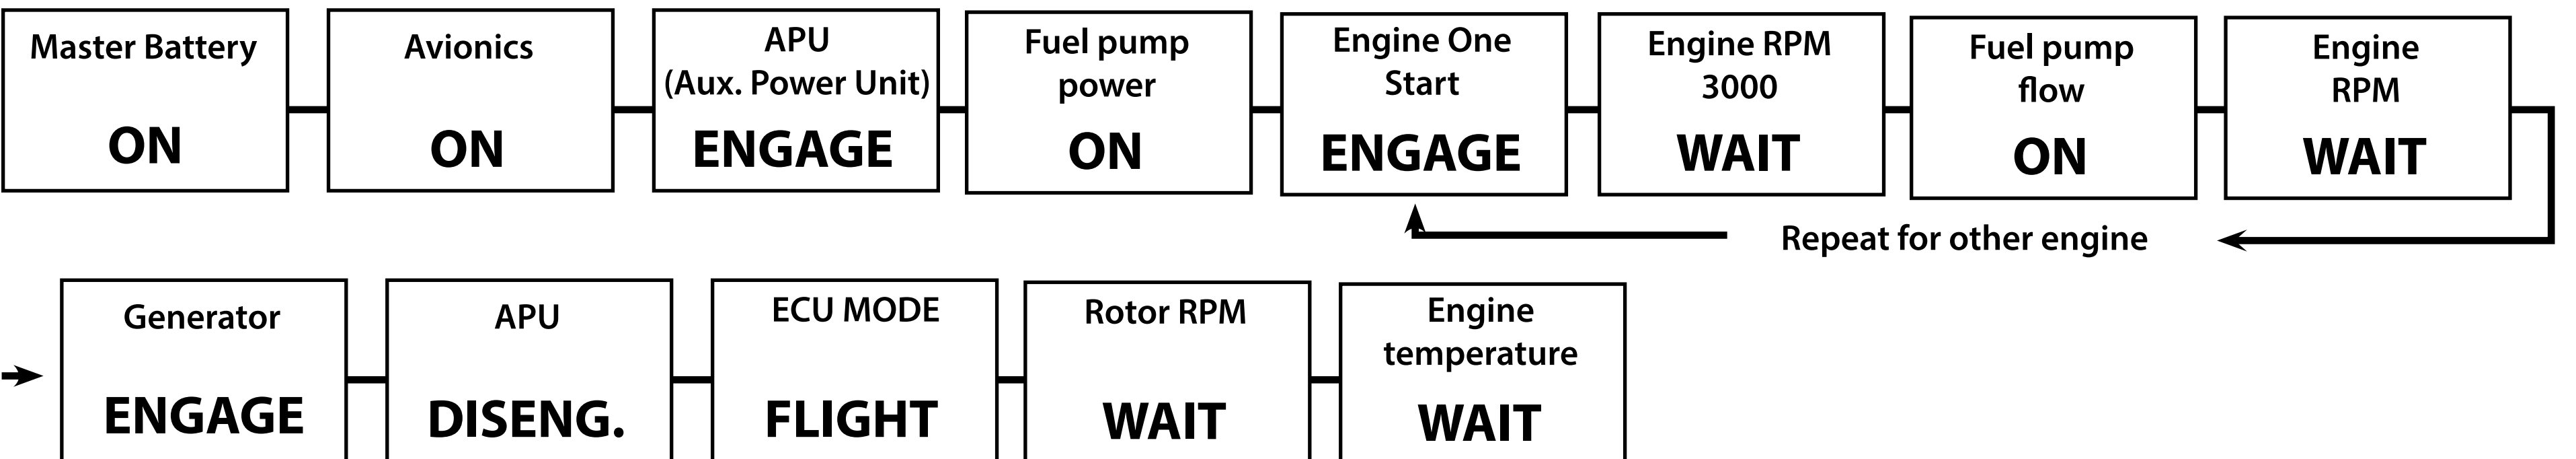 Master Battery
ON
Avionics
ON
APU
(Aux. Power Unit)
ENGAGE
Fuel pump
power
ON
Engine One
Start
ENGAGE
Engine RPM
3000
WAIT
Fuel pump
flow
ON
Engine
RPM
WAIT
Repeat for other engine
Generator
ENGAGE
APU
DISENG.
ECU MODE
FLIGHT
Rotor RPM
WAIT
Engine
temperature
WAIT